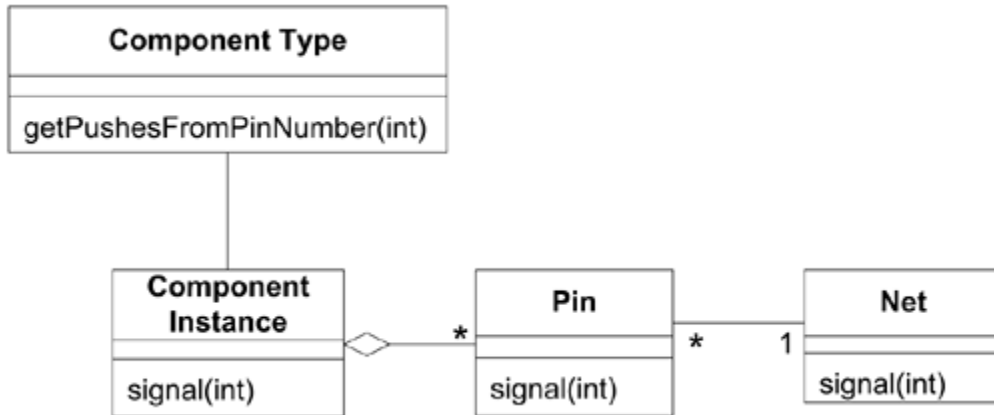 Component Type
getPushesFromPinNumber(int)
Component
Instance
signal(int)
*
Pin
signal(int)
*
1
Net
signal(int)